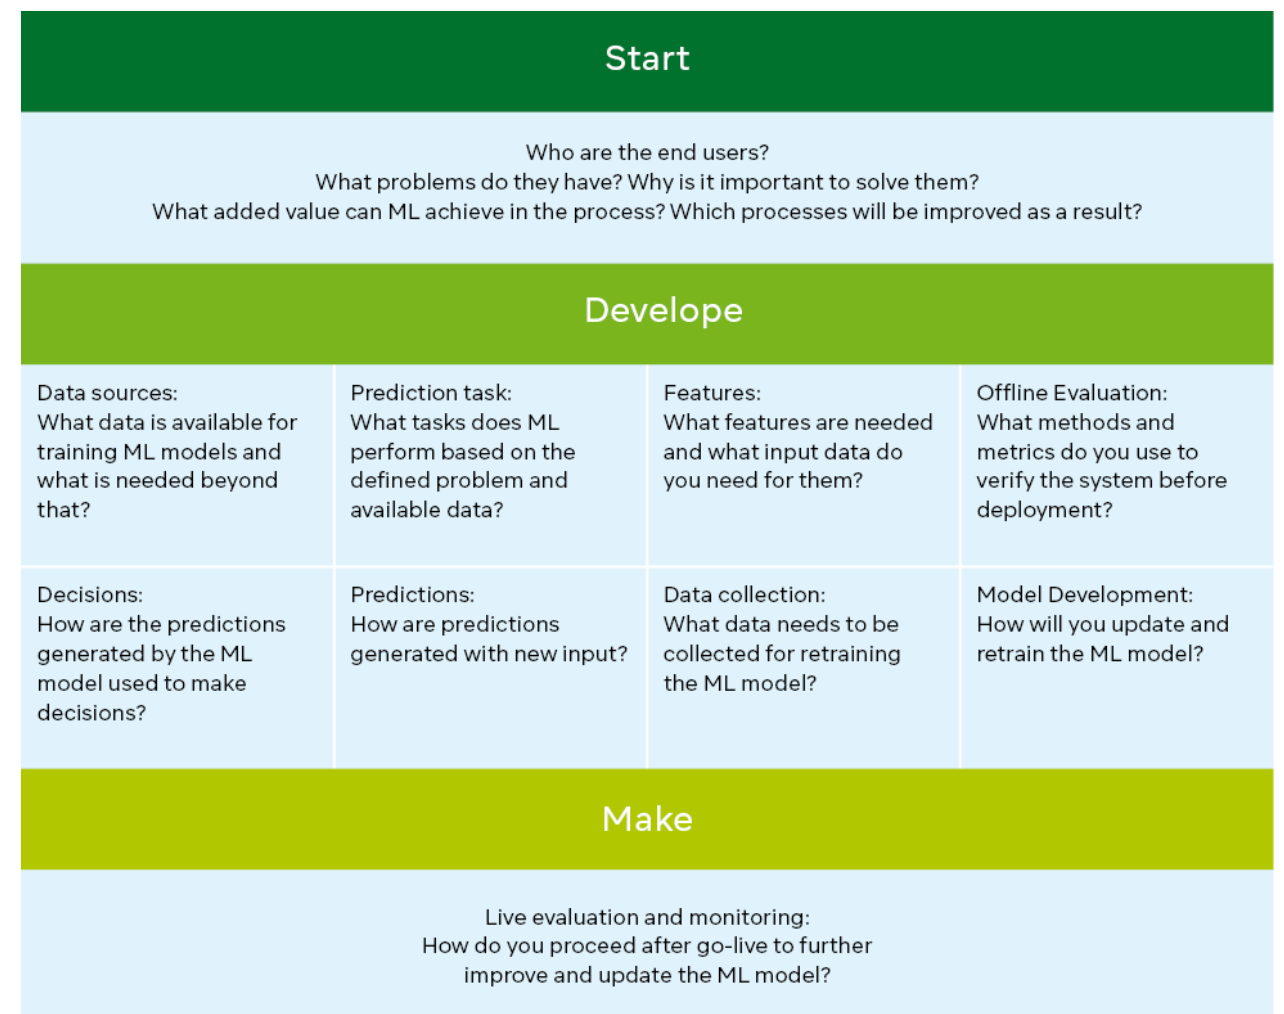 Start
Who are the end users?
What problems do they have? Why is it important to solve them?
What added value can ML achieve in the process? Which processes will be improved as a result?
Develope
Data sources:
What data is available for
training ML models and
what is needed beyond
that?
Prediction task:
What tasks does ML
perform based on the
defined problem and
available data?
Features:
What features are needed
and what input data do
you need for them?
Offline Evaluation:
What methods and
metrics do you use to
verify the system before
deployment?
Decisions:
How are the predictions
generated by the ML
model used to make
decisions?
Predictions:
How are predictions
generated with new input?
Data collection:
What data needs to be
collected for retraining
the ML model?
Model Development:
How will you update and
retrain the ML model?
Make
Live evaluation and monitoring:
How do you proceed after go-live to further
improve and update the ML model?